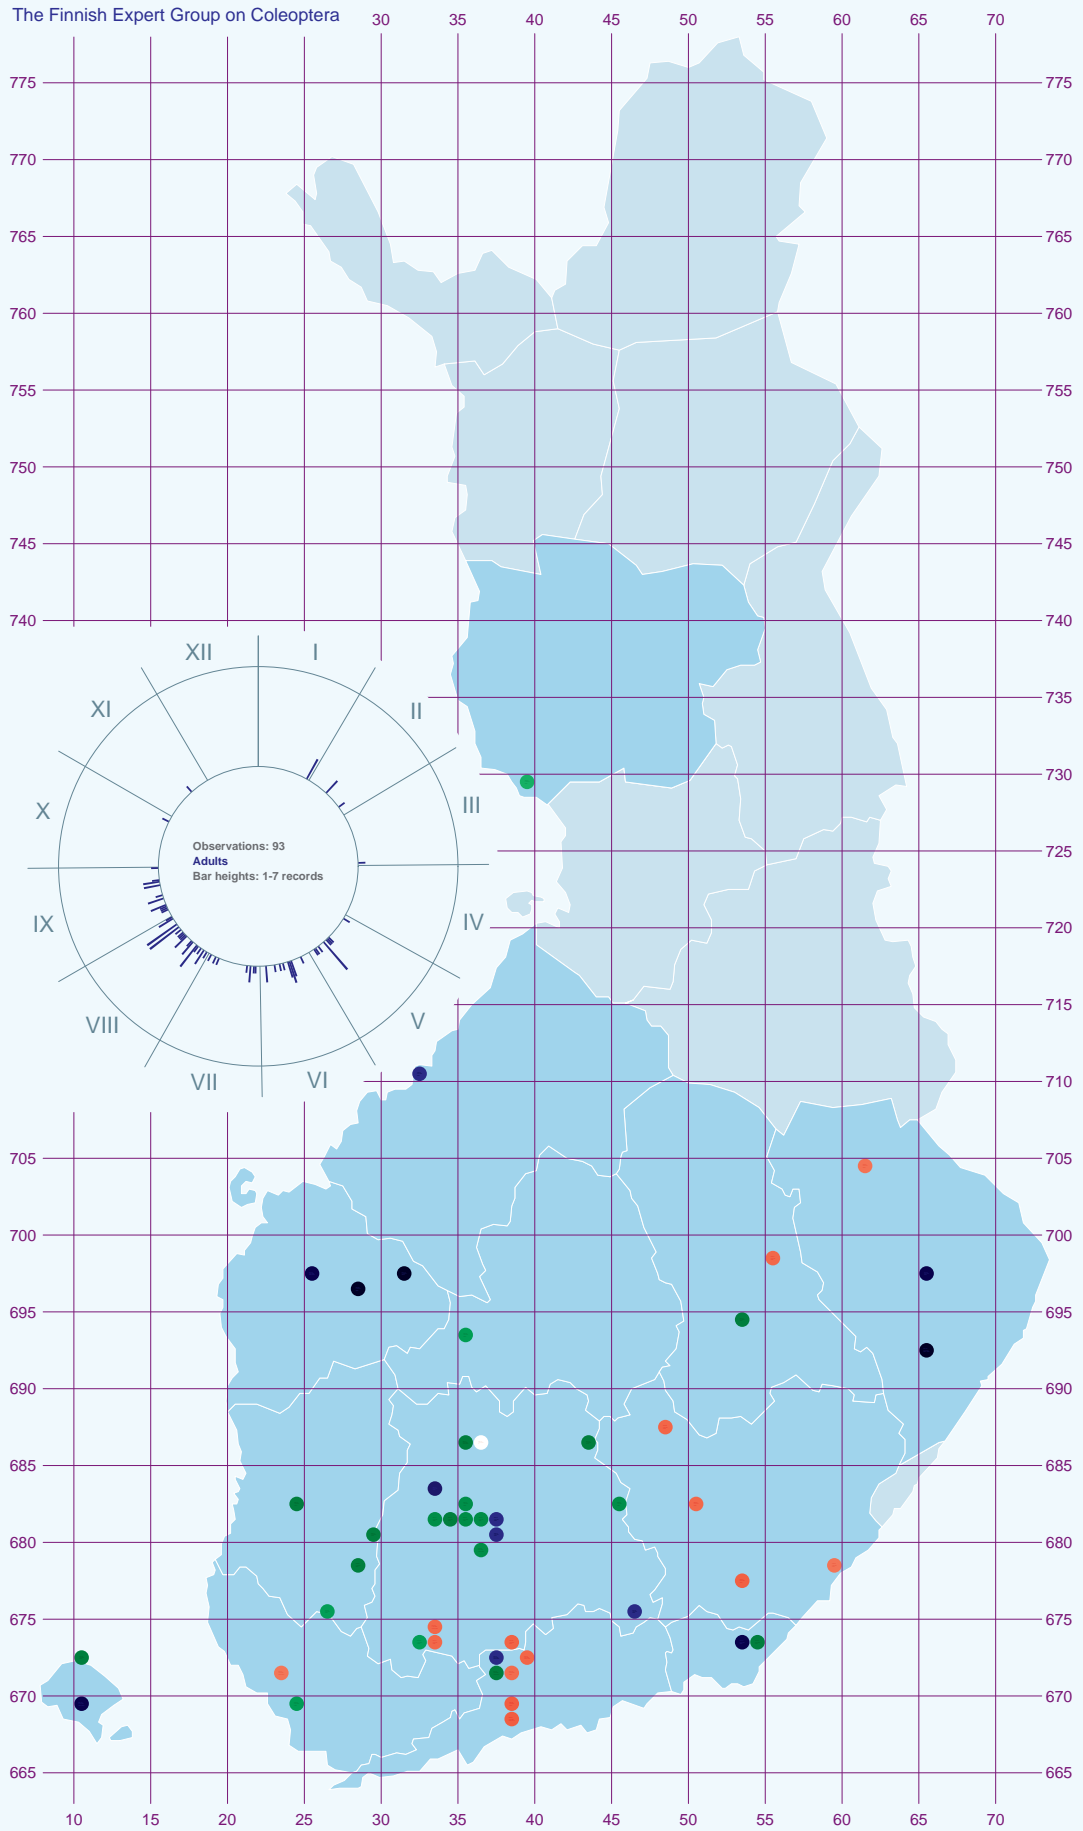 The Finnish Expert Group on Coleoptera
30 35 40 45 50 55 60 65 70
775 775
770 770
765 765
760 760
755 755
750 750
745 745
740 740
XII I
XI II
735
730
X III
Observations: 93
Adults
Bar heights: 1-7 records
725
IX IV
720
715
VIII V
VII VI
710
705 705
700 700
695 695
690 690
685 685
680 680
675 675
670 670
665 665
10 15 20 25 30 35 40 45 50 55 60 65 70